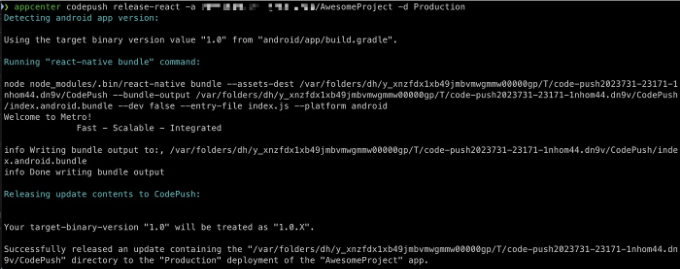 ❯❯ appcenter codepush release-react -a /AwesomeProject -d Production
Detecting android app version:
Using the target binary version value "1.0" from "android/app/build.gradle".
Running "react-native bundle" command:
node node_modules/.bin/react-native bundle --assets-dest /var/folders/dh/y_xnzfdx1xb49jmbvmwgmmw00000gp/T/code-push2023731-23171-1
nhom44.dn9v/CodePush --bundle-output /var/folders/dh/y_xnzfdx1xb49jmbvmwgmmw00000gp/T/code-push2023731-23171-1nhom44.dn9v/CodePush
/index.android.bundle --dev false --entry-file index.js --platform android
Welcome to Metro!
Fast - Scalable - Integrated
info Writing bundle output to:, /var/folders/dh/y_xnzfdx1xb49jmbvmwgmmw00000gp/T/code-push2023731-23171-1nhom44.dn9v/CodePush/inde
x.android.bundle
info Done writing bundle output
Releasing update contents to CodePush:
Your target-binary-version "1.0" will be treated as "1.0.X".
Successfully released an update containing the "/var/folders/dh/y_xnzfdx1xb49jmbvmwgmmw00000gp/T/code-push2023731-23171-1nhom44.dn
9v/CodePush" directory to the "Production" deployment of the "AwesomeProject" app.